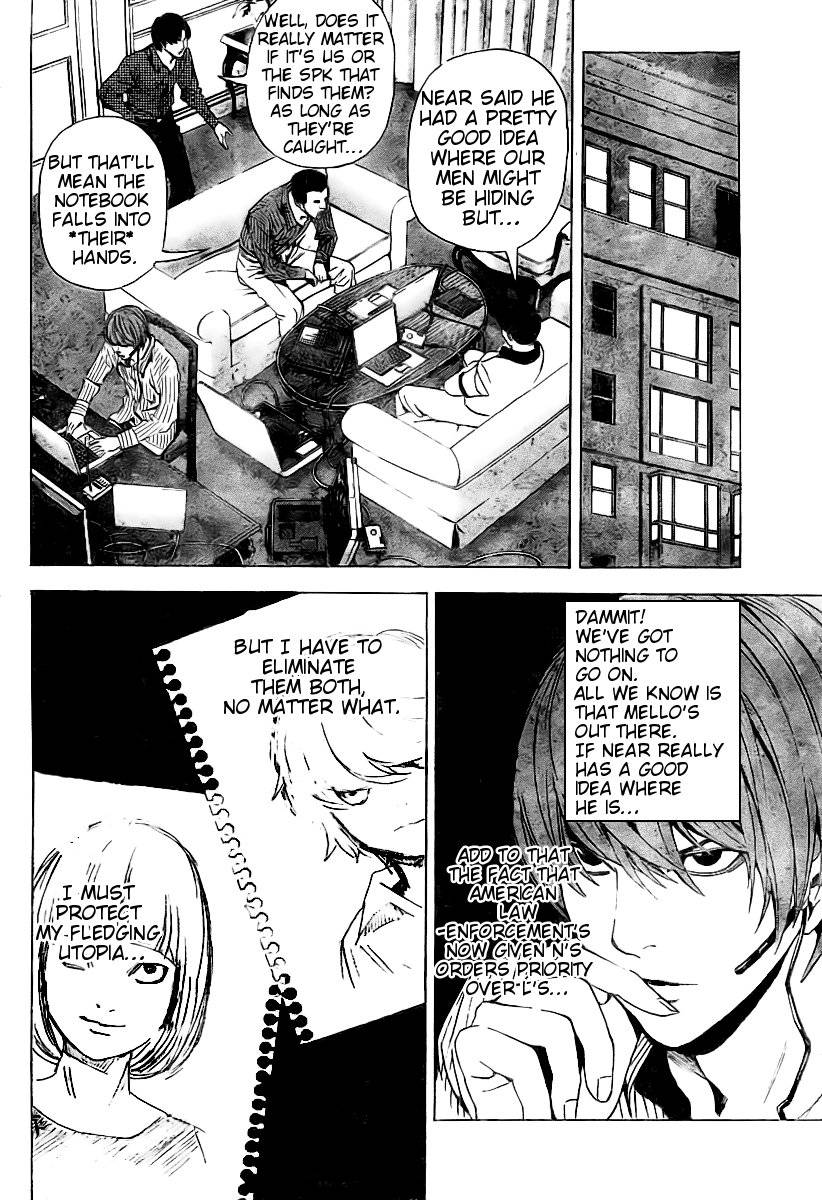 NEAR SAID HE
HAD A PRETTY
GOOD IDEA
WHERE OUR
MEN MIGHT
BE HIDING
BUT...
WELL, DOES IT
REALLY MATTER
IF IT'S US OR
THE SPK THAT
FINDS THEM?
AS LONG AS
THEY'RE
CAUGHT...
BUT THAT'LL
MEAN THE
NOTEBOOK
FALLS INTO
*THEIR*
HANDS.
DAMMIT!
WE'VE GOT
NOTHING TO
GO ON.
ALL WE KNOW IS
THAT MELLO'S
OUT THERE.
IF NEAR REALLY
HAS A GOOD
IDEA WHERE
HE IS...
ADD TO THAT
THE FACT THAT
AMERICAN
LAW
-ENFORCEMENT'S
NOW GIVEN N'S
ORDERS PRIORITY
OVER L'S...
BUT I HAVE TO
ELIMINATE
THEM BOTH,
NO MATTER WHAT.
I MUST
PROTECT
MY FLEDGING
UTOPIA...